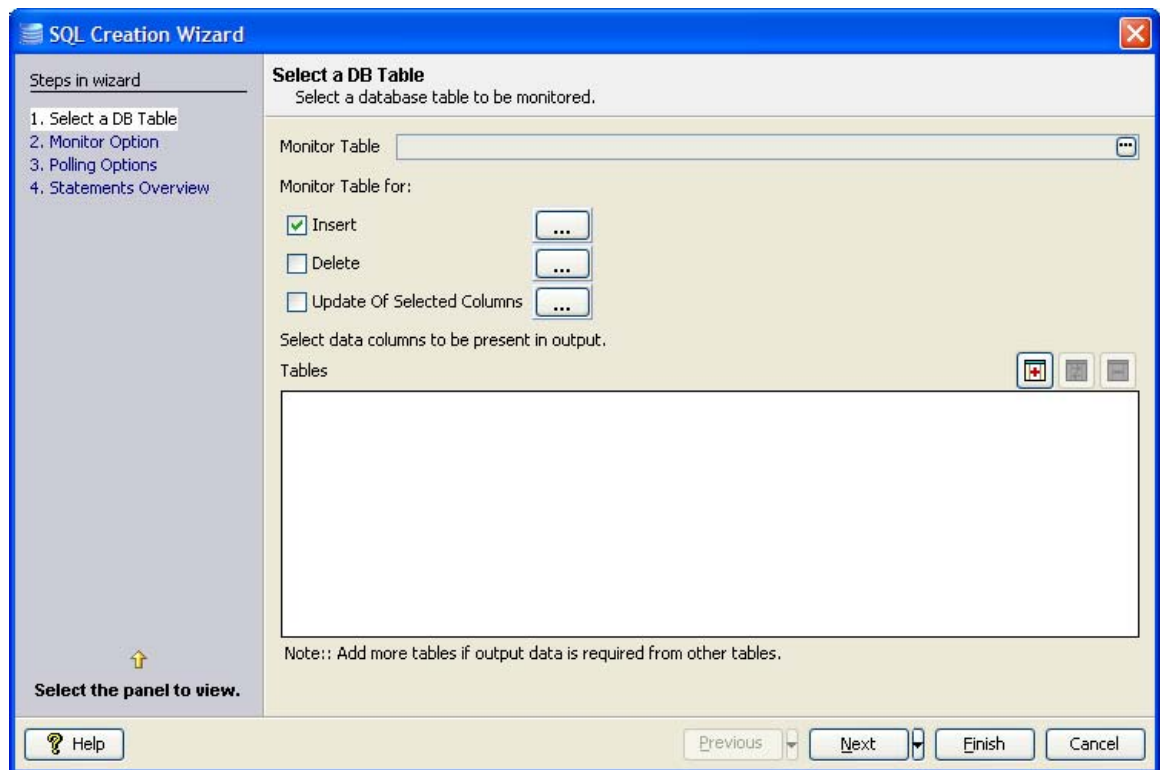 SQL Creation Wizard
Steps in wizard
1. Select a DB Table
2. Monitor Option
3. Polling Options
4. Statements Overview
Select the panel to view.
Select a DB Table
Select a database table to be monitored.
Monitor Table
...
Monitor Table for:
Insert
...
Delete
...
Update Of Selected Columns
...
Select data columns to be present in output.
Tables
Note:: Add more tables if output data is required from other tables.
Help
Previous
Next
Finish
Cancel